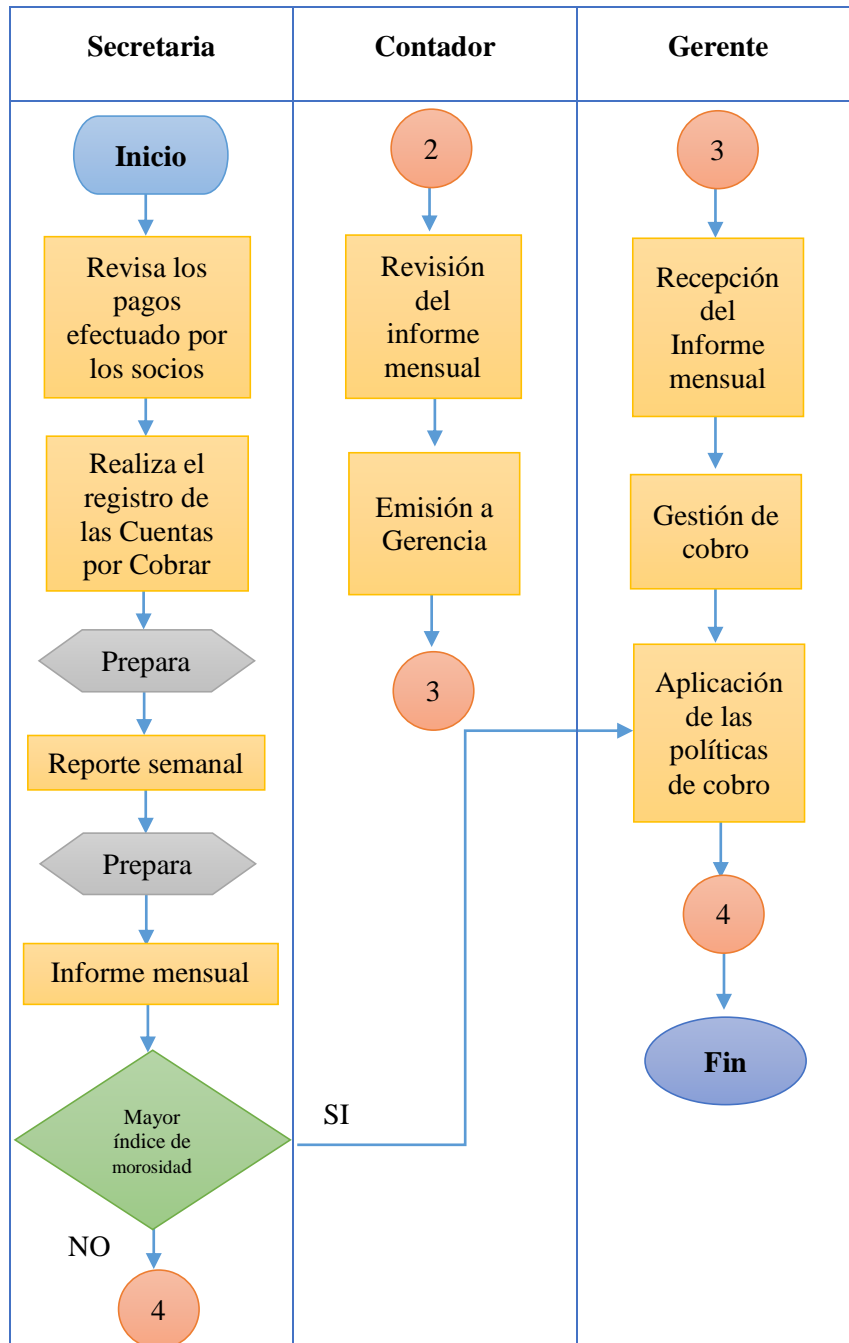 Secretaria
Contador
Gerente
Inicio
Revisa los
pagos
efectuado por
los socios
Realiza el
registro de
las Cuentas
por Cobrar
Prepara
Reporte semanal
Prepara
Informe mensual
Mayor
índice de
morosidad
SI
NO
4
2
Revisión
del
informe
mensual
Emisión a
Gerencia
3
3
Recepción
del
Informe
mensual
Gestión de
cobro
Aplicación
de las
políticas
de cobro
4
Fin